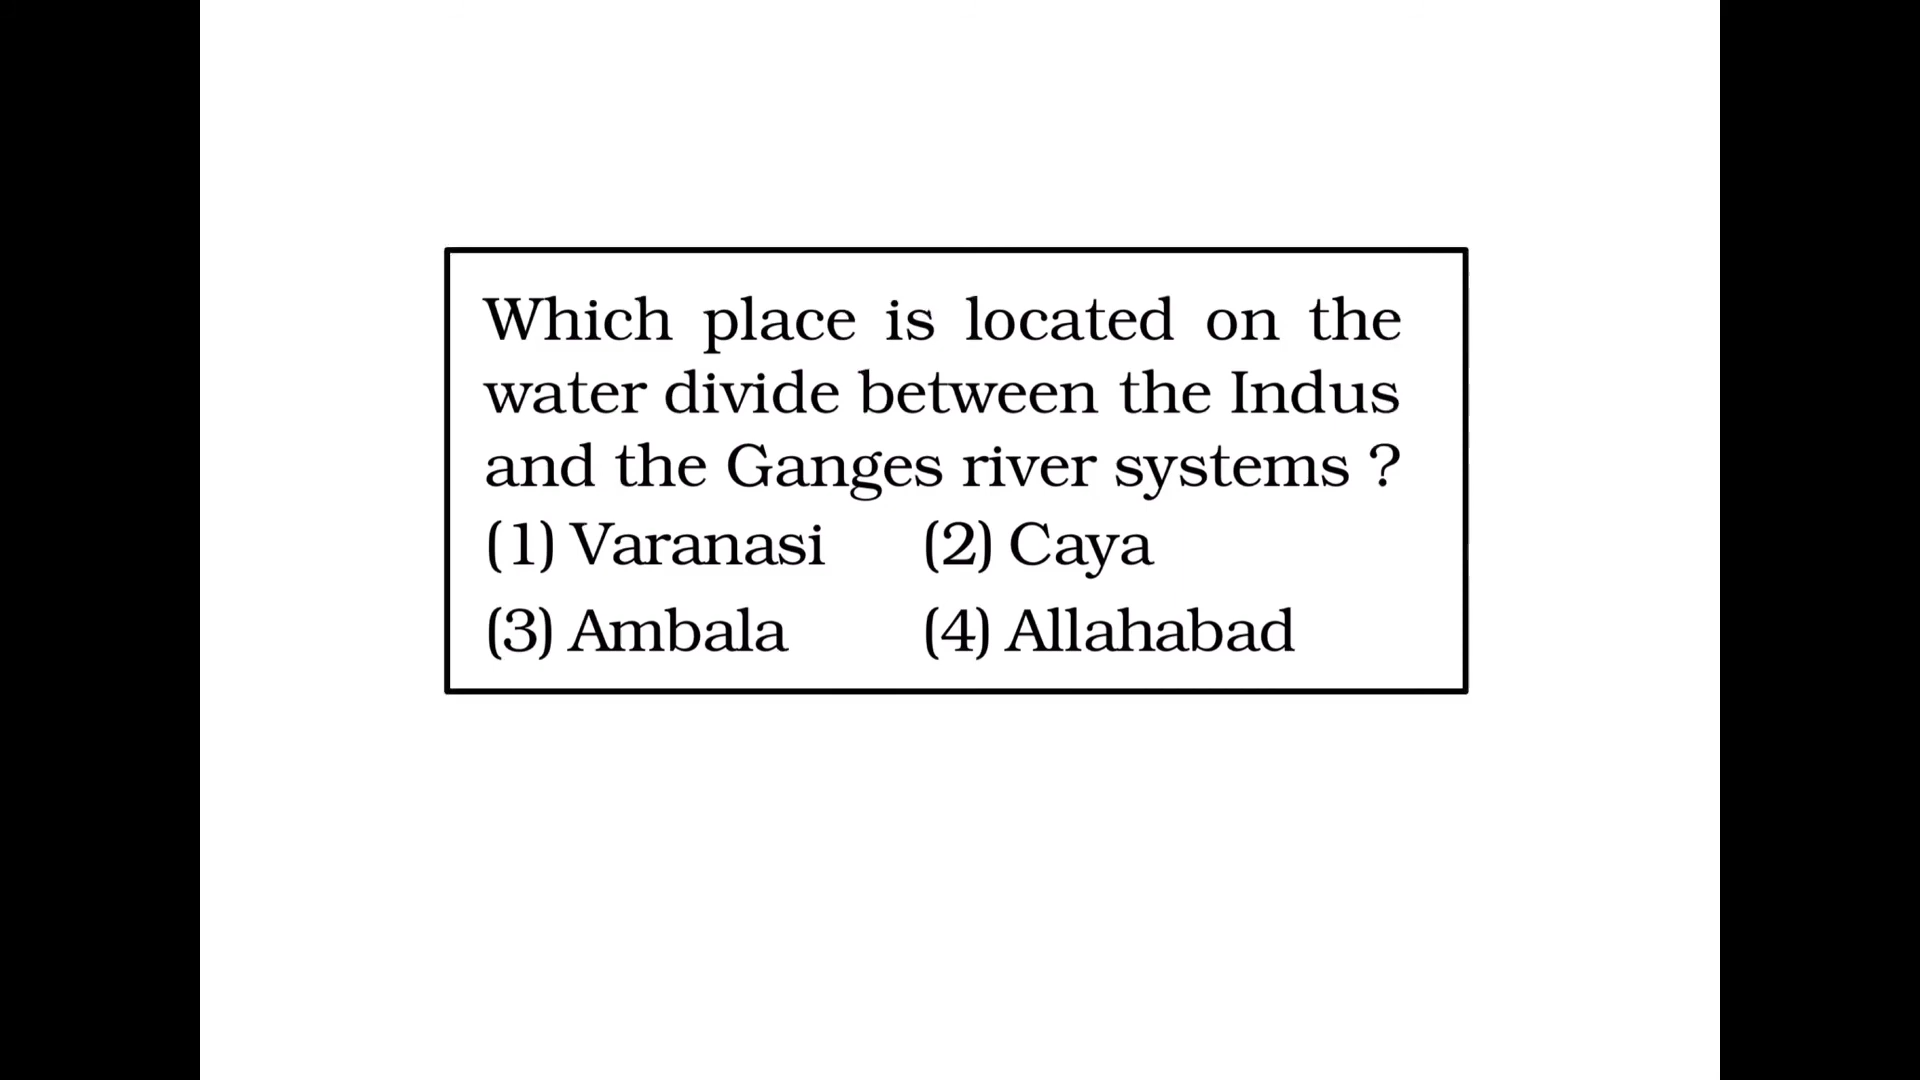 Which place is located on the
water divide between the Indus
and the Ganges river systems ?
(1) Varanasi (2) Caya
(3) Ambala (4) Allahabad